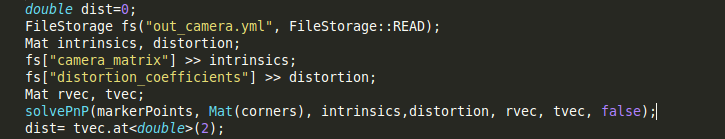 double dist=0;
FileStorage fs("out_camera.yml", FileStorage::READ);
Mat intrinsics, distortion;
fs["camera_matrix"] >> intrinsics;
fs["distortion_coefficients"] >> distortion;
Mat rvec, tvec;
solvePnP(markerPoints, Mat(corners), intrinsics,distortion, rvec, tvec, false);
dist= tvec.at<double>(2);